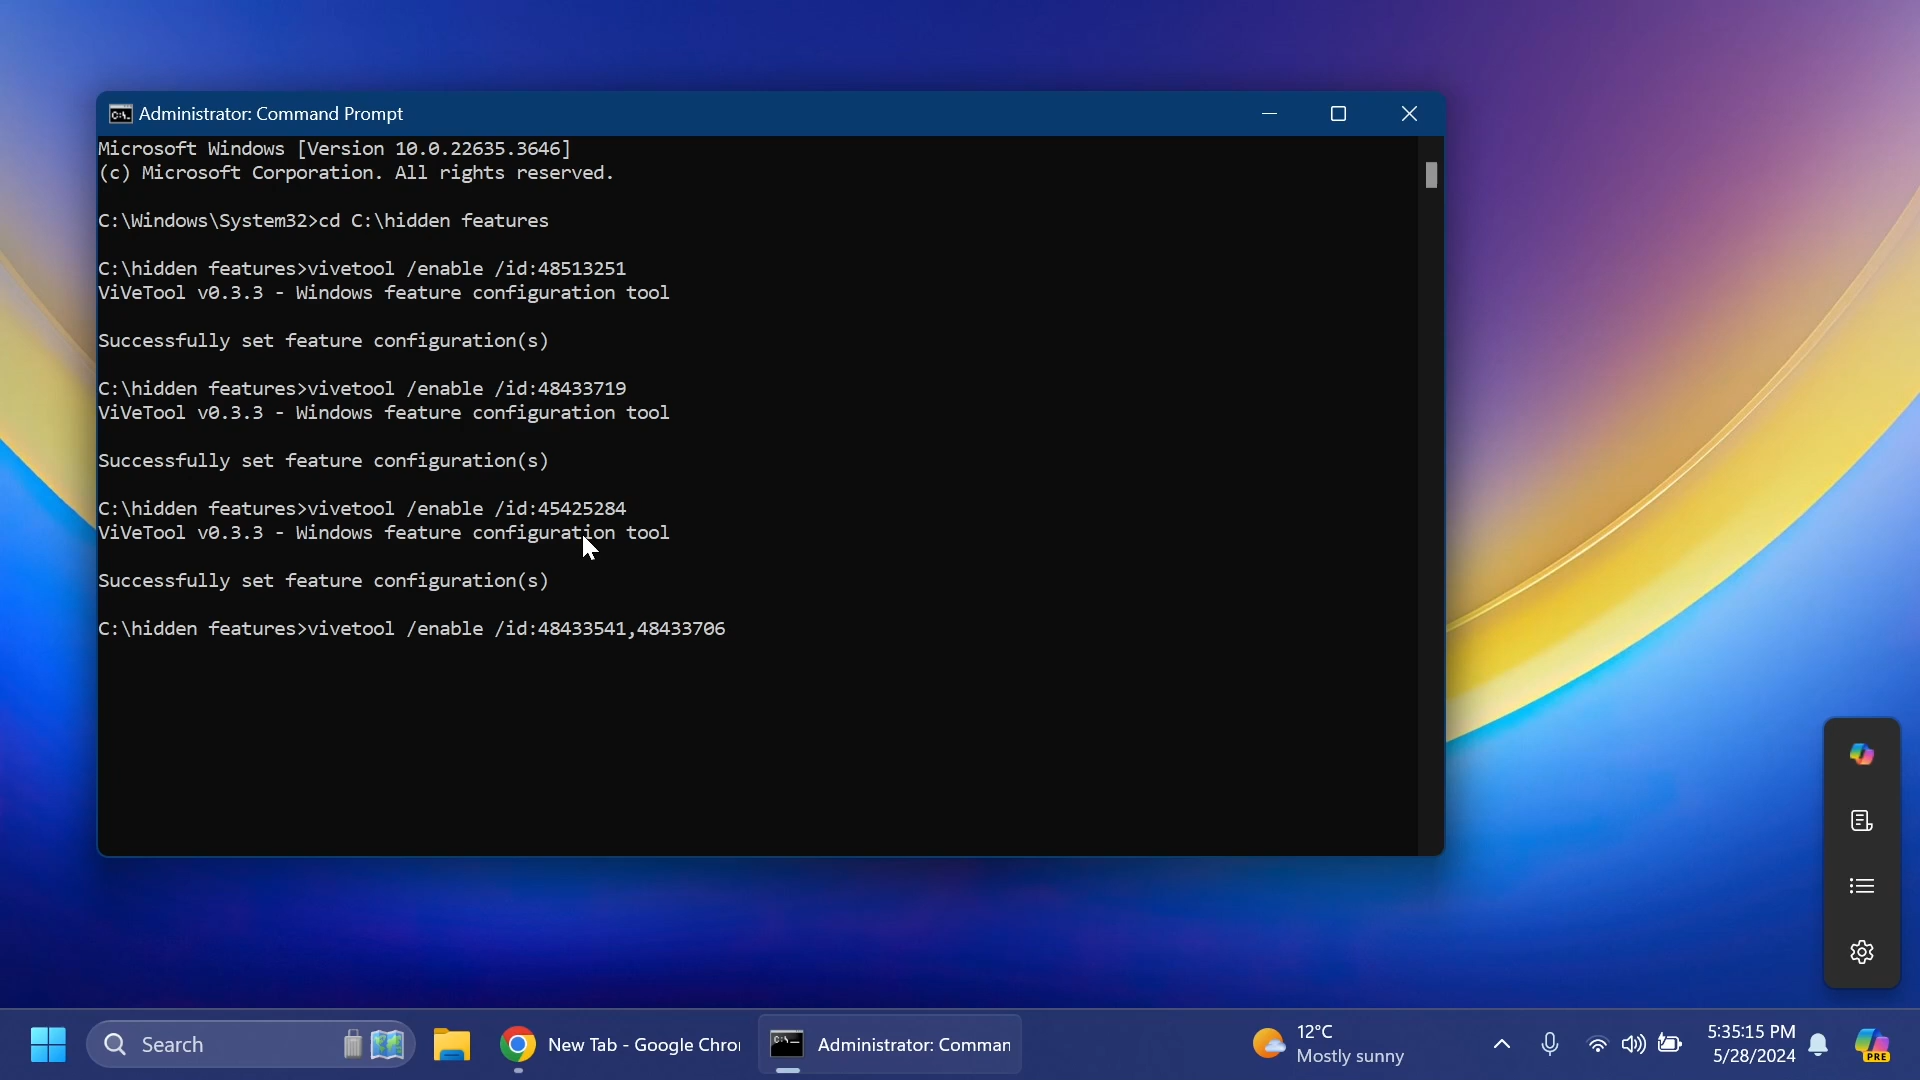 Administrator: Command Prompt
Microsoft Windows [Version 10.0.22635.3646]
(c) Microsoft Corporation. All rights reserved.
C:\Windows\System32>cd C:\hidden features
C:\hidden features>vivetool /enable /id:48513251
ViVeTool v0.3.3 - Windows feature configuration tool
Successfully set feature configuration(s)
C:\hidden features>vivetool /enable /id:48433719
ViVeTool v0.3.3 - Windows feature configuration tool
Successfully set feature configuration(s)
C:\hidden features>vivetool /enable /id:45425284
ViVeTool v0.3.3 - Windows feature configuration tool
Successfully set feature configuration(s)
C:\hidden features>vivetool /enable /id:48433541,48433706
Search
New Tab - Google Chro
Administrator: Comman
12°C
Mostly sunny
5:35:15 PM
5/28/2024
PRE